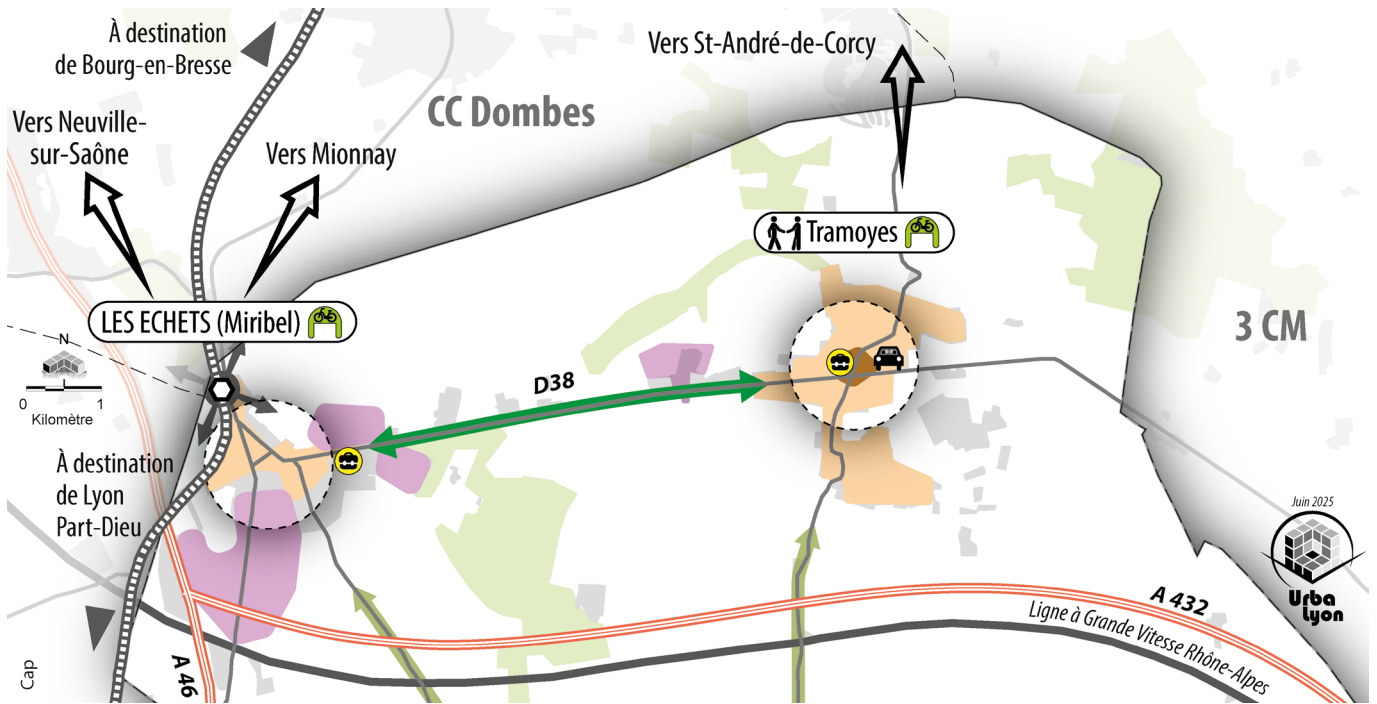 À destination
de Bourg-en-Bresse
Vers St-André-de-Corcy
CC Dombes
Vers Neuville-
sur-Saône
Vers Mionnay
Tramoyes
LES ECHETS (Miribel)
3 CM
N
0 1
Kilomètre
D38
À destination
de Lyon
Part-Dieu
Juin 2025
Urba
Lyon
A 432
Ligne à Grande Vitesse Rhône-Alpes
A 46
Cap